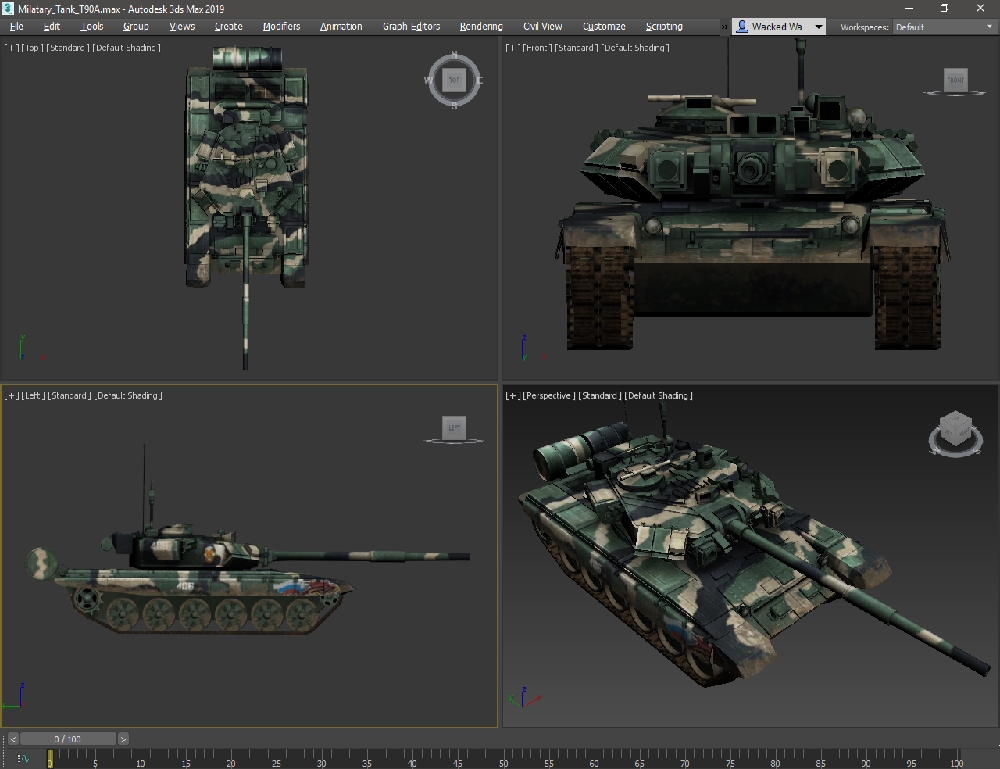 Milatary_Tank_T90A.max - Autodesk 3ds Max 2019
File Edit Tools Group Views Create Modifiers Animation Graph Editors Rendering Civil View Customize Scripting » Wacked Wa Workspaces: Default
[+] [Top] [Standard] [Default Shading]
[+] [Front] [Standard] [Default Shading]
N
W TOP E
S
FRONT
[+] [Left] [Standard] [Default Shading]
[+] [Perspective] [Standard] [Default Shading]
LEFT
406
0 / 100
0 5 10 15 20 25 30 35 40 45 50 55 60 65 70 75 80 85 90 95 100